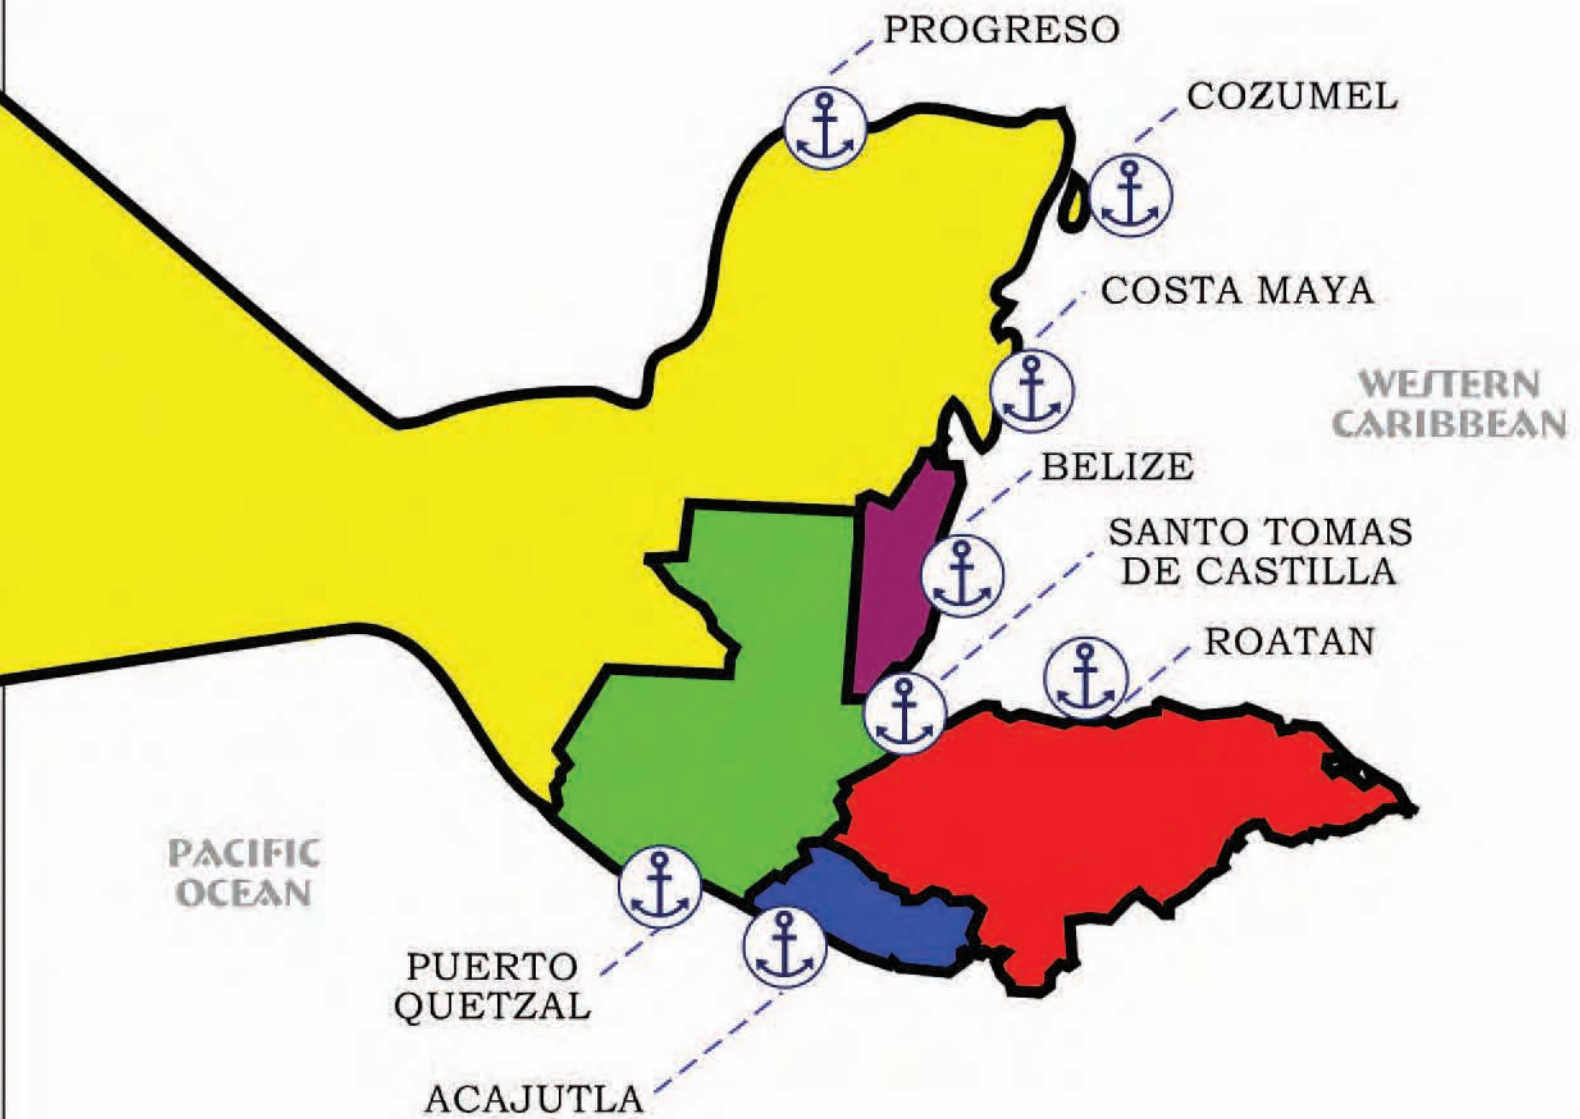 PROGRESO
COZUMEL
COSTA MAYA
WESTERN
CARIBBEAN
BELIZE
SANTO TOMAS
DE CASTILLA
ROATAN
PACIFIC
OCEAN
PUERTO
QUETZAL
ACAJUTLA